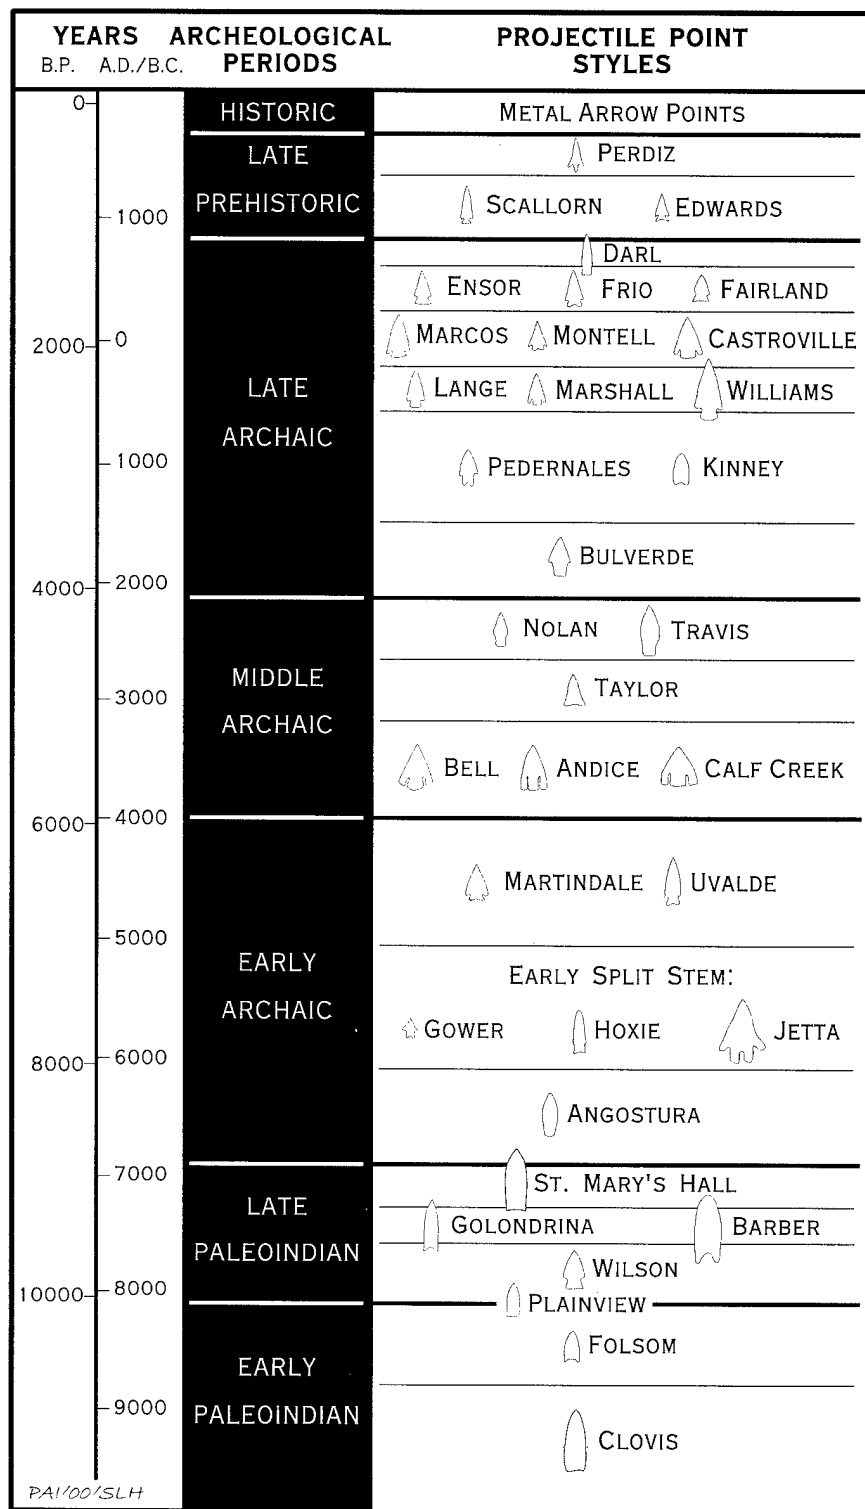 YEARS ARCHEOLOGICAL PROJECTILE POINT
B.P. A.D./B.C. PERIODS STYLES
0 HISTORIC METAL ARROW POINTS
LATE PERDIZ
PREHISTORIC SCALLORN EDWARDS
1000
DARL
ENSOR FRIO FAIRLAND
2000 0 MARCOS MONTELL CASTROVILLE
LATE LANGE MARSHALL WILLIAMS
ARCHAIC
1000 PEDERNALES KINNEY
BULVERDE
4000 2000
NOLAN TRAVIS
MIDDLE TAYLOR
3000
ARCHAIC
BELL ANDICE CALF CREEK
6000 4000
MARTINDALE UVALDE
5000
EARLY EARLY SPLIT STEM:
ARCHAIC
GOWER HOXIE JETTA
8000 6000
ANGOSTURA
7000 ST. MARY'S HALL
LATE GOLONDRINA BARBER
PALEOINDIAN
WILSON
10000 8000 PLAINVIEW
FOLSOM
EARLY
9000 PALEOINDIAN
CLOVIS
PAI/00/SLH